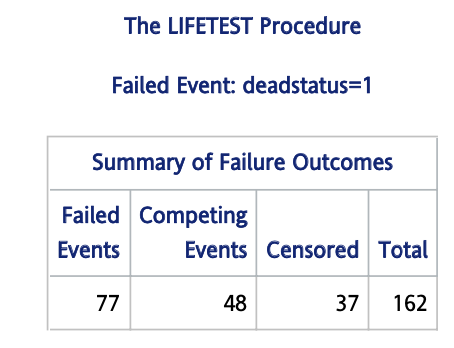 The LIFETEST Procedure
Failed Event: deadstatus=1
Summary of Failure Outcomes
Failed Events Competing Events Censored Total
77 48 37 162